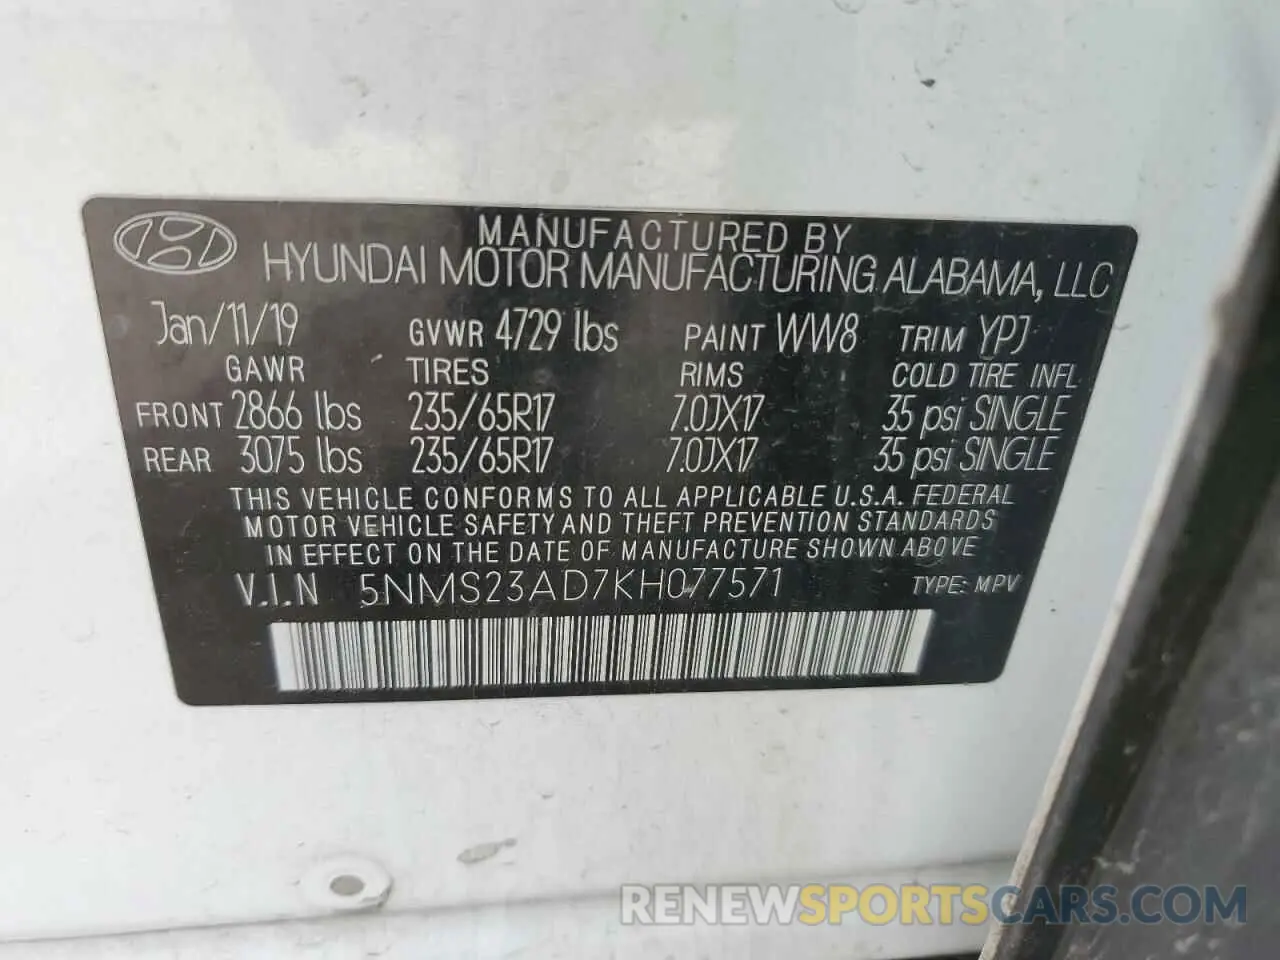 MANUFACTURED BY
HYUNDAI MOTOR MANUFACTURING ALABAMA, LLC
Jan/11/19 GVWR 4729 lbs PAINT WW8 TRIM YPJ
GAWR TIRES RIMS COLD TIRE INFL
FRONT 2866 lbs 235/65R17 7.0JX17 35 psi SINGLE
REAR 3075 lbs 235/65R17 7.0JX17 35 psi SINGLE
THIS VEHICLE CONFORMS TO ALL APPLICABLE U.S.A. FEDERAL
MOTOR VEHICLE SAFETY AND THEFT PREVENTION STANDARDS
IN EFFECT ON THE DATE OF MANUFACTURE SHOWN ABOVE
V.I.N 5NMS23AD7KH077571 TYPE: MPV
RENEWSPORTSCARS.COM